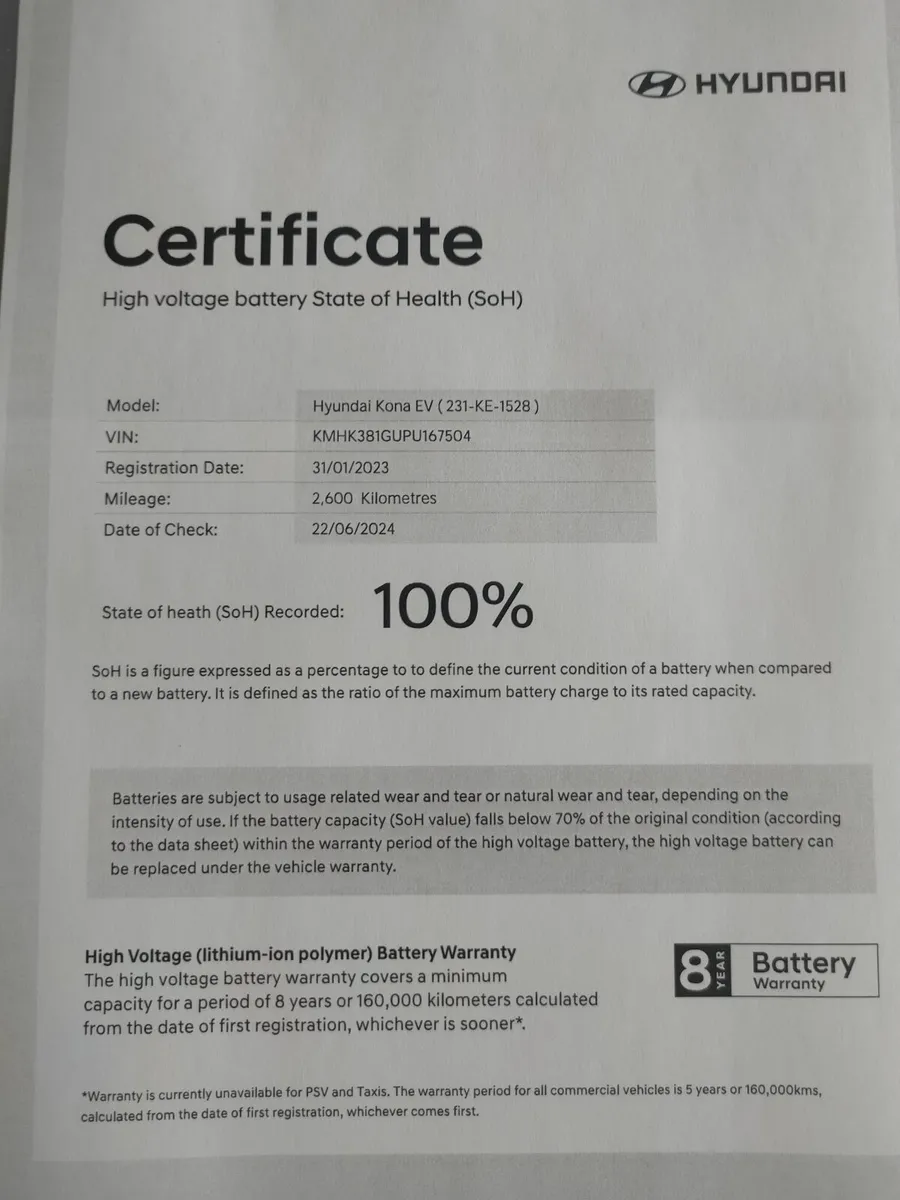 HYUNDAI
Certificate
High voltage battery State of Health (SoH)
Model: Hyundai Kona EV ( 231-KE-1528 )
VIN: KMHK381GUPU167504
Registration Date: 31/01/2023
Mileage: 2,600 Kilometres
Date of Check: 22/06/2024
State of heath (SoH) Recorded: 100%
SoH is a figure expressed as a percentage to to define the current condition of a battery when compared
to a new battery. It is defined as the ratio of the maximum battery charge to its rated capacity.
Batteries are subject to usage related wear and tear or natural wear and tear, depending on the
intensity of use. If the battery capacity (SoH value) falls below 70% of the original condition (according
to the data sheet) within the warranty period of the high voltage battery, the high voltage battery can
be replaced under the vehicle warranty.
High Voltage (lithium-ion polymer) Battery Warranty
The high voltage battery warranty covers a minimum
capacity for a period of 8 years or 160,000 kilometers calculated
from the date of first registration, whichever is sooner*.
8 YEAR Battery
Warranty
*Warranty is currently unavailable for PSV and Taxis. The warranty period for all commercial vehicles is 5 years or 160,000kms,
calculated from the date of first registration, whichever comes first.